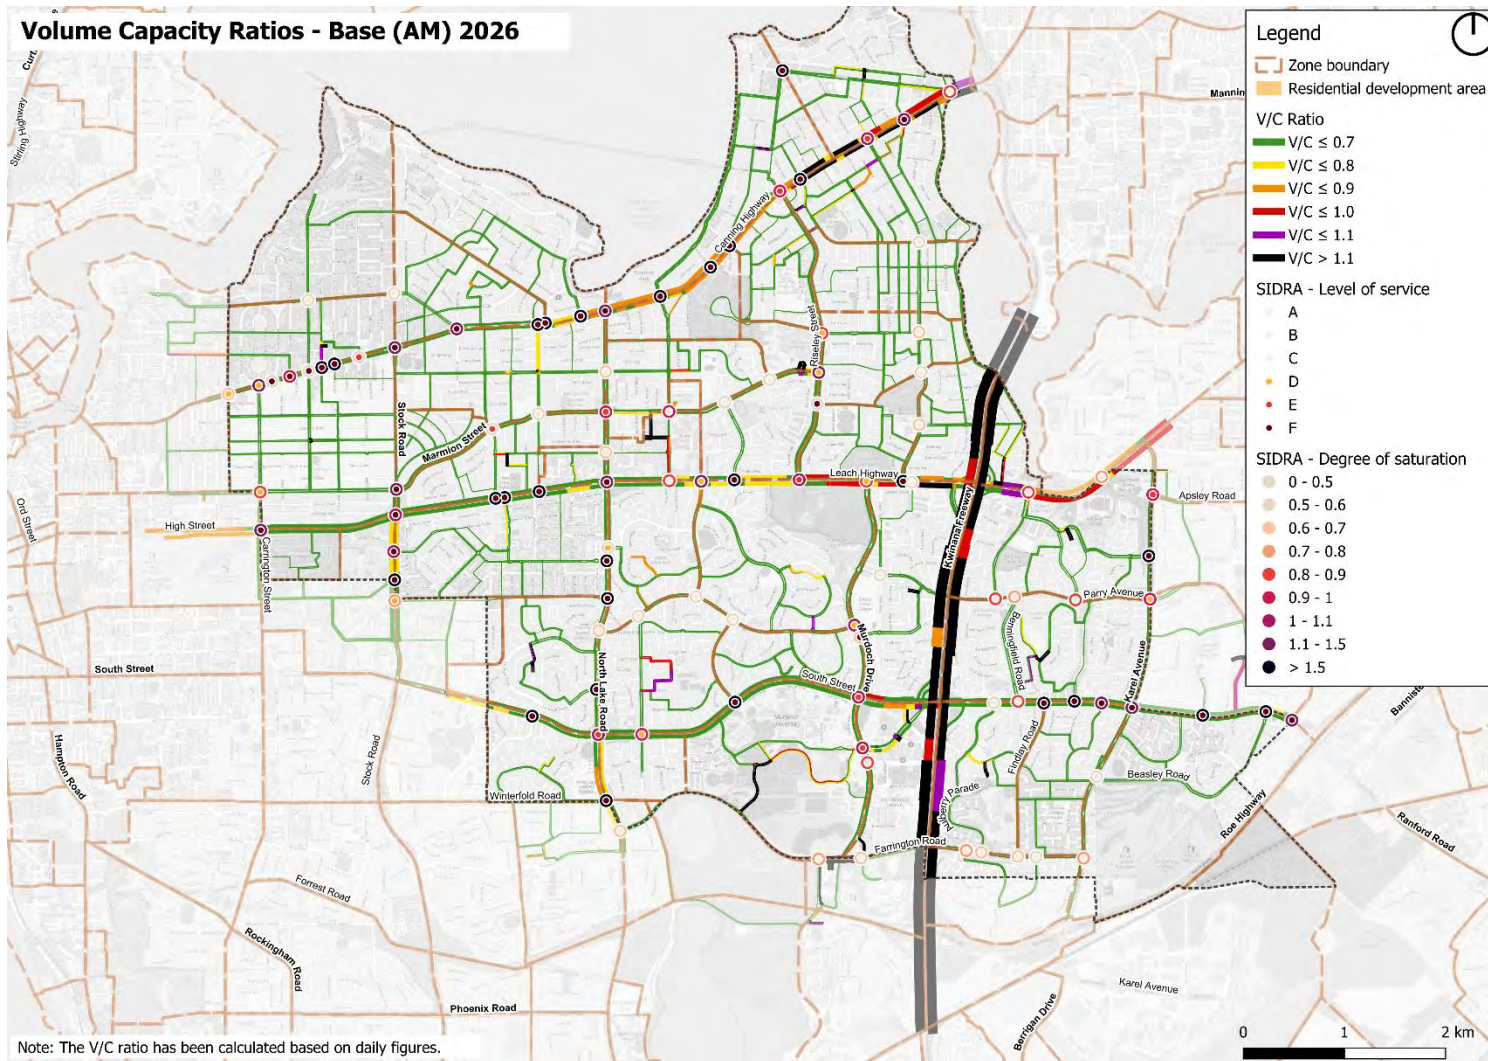 Volume Capacity Ratios - Base (AM) 2026
Legend
Zone boundary
Residential development area
V/C Ratio
V/C ≤ 0.7
V/C ≤ 0.8
V/C ≤ 0.9
V/C ≤ 1.0
V/C ≤ 1.1
V/C > 1.1
SIDRA - Level of service
A
B
C
D
E
F
SIDRA - Degree of saturation
0 - 0.5
0.5 - 0.6
0.6 - 0.7
0.7 - 0.8
0.8 - 0.9
0.9 - 1
1 - 1.1
1.1 - 1.5
> 1.5
Stirling Highway
Mannin
Canning Highway
Riseley Street
Stock Road
Marmion Street
Leach Highway
Apsley Road
Ord Street
High Street
Carrington Street
Kwinana Freeway
Parry Avenue
Benningfield Road
Murdoch Drive
South Street
North Lake Road
South Street
Karel Avenue
Bannist
Hampton Road
Stock Road
Findlay Road
Beasley Road
Winterfold Road
Parade
Roe Highway
Ranford Road
Farrington Road
Forrest Road
Rockingham Road
Karel Avenue
Phoenix Road
Berrigan Drive
0 1 2 km
Note: The V/C ratio has been calculated based on daily figures.